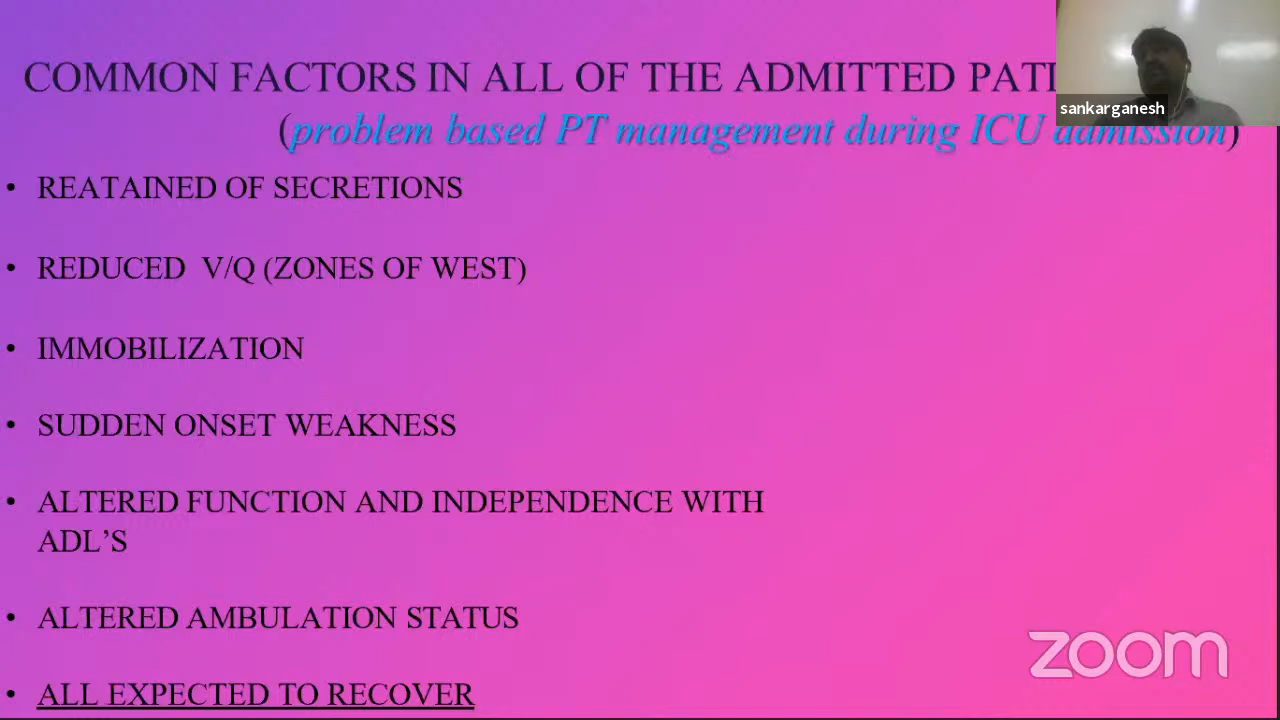 COMMON FACTORS IN ALL OF THE ADMITTED
sankarganesh
(problem based PT management during ICU admission)
• REATAINED OF SECRETIONS
• REDUCED V/Q (ZONES OF WEST)
• IMMOBILIZATION
• SUDDEN ONSET WEAKNESS
• ALTERED FUNCTION AND INDEPENDENCE WITH
ADL’S
• ALTERED AMBULATION STATUS
zoom
• ALL EXPECTED TO RECOVER